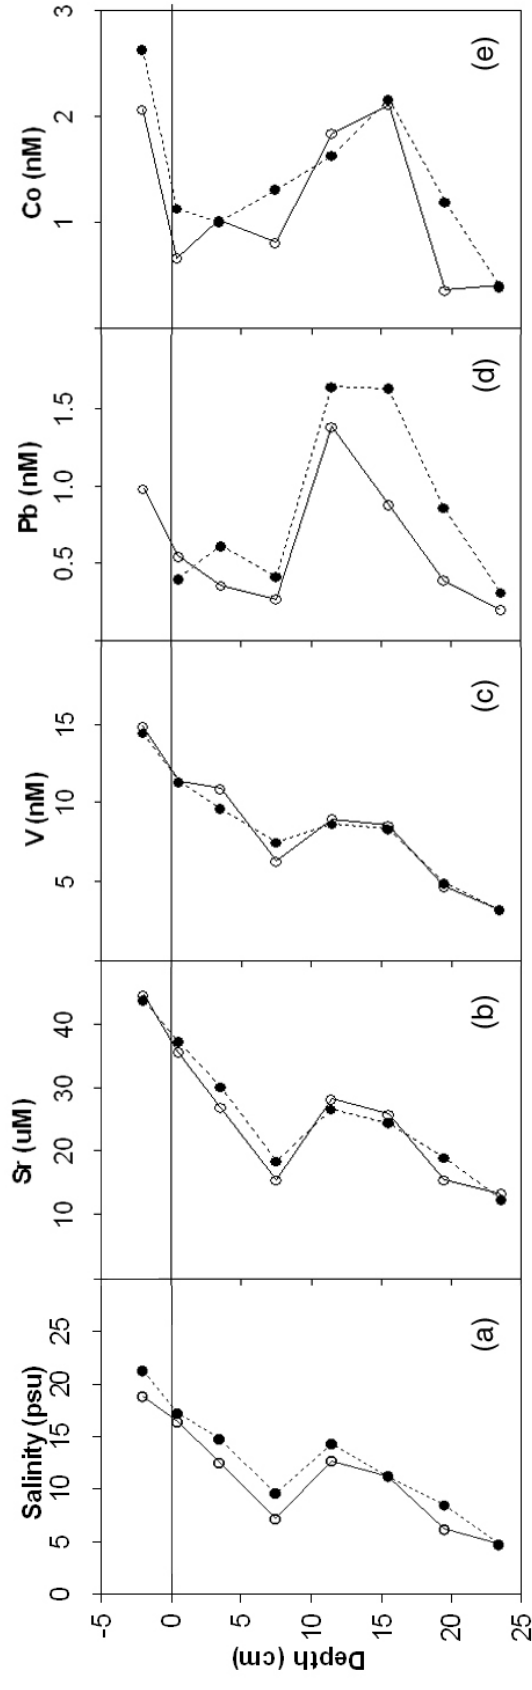 Salinity (psu)
0 5 10 15 20 25
(a)
Sr (uM)
10 20 30 40
(b)
V (nM)
5 10 15
(c)
Pb (nM)
0.5 1.0 1.5
(d)
Co (nM)
1 2 3
(e)
Depth (cm)
-5
0
5
10
15
20
25